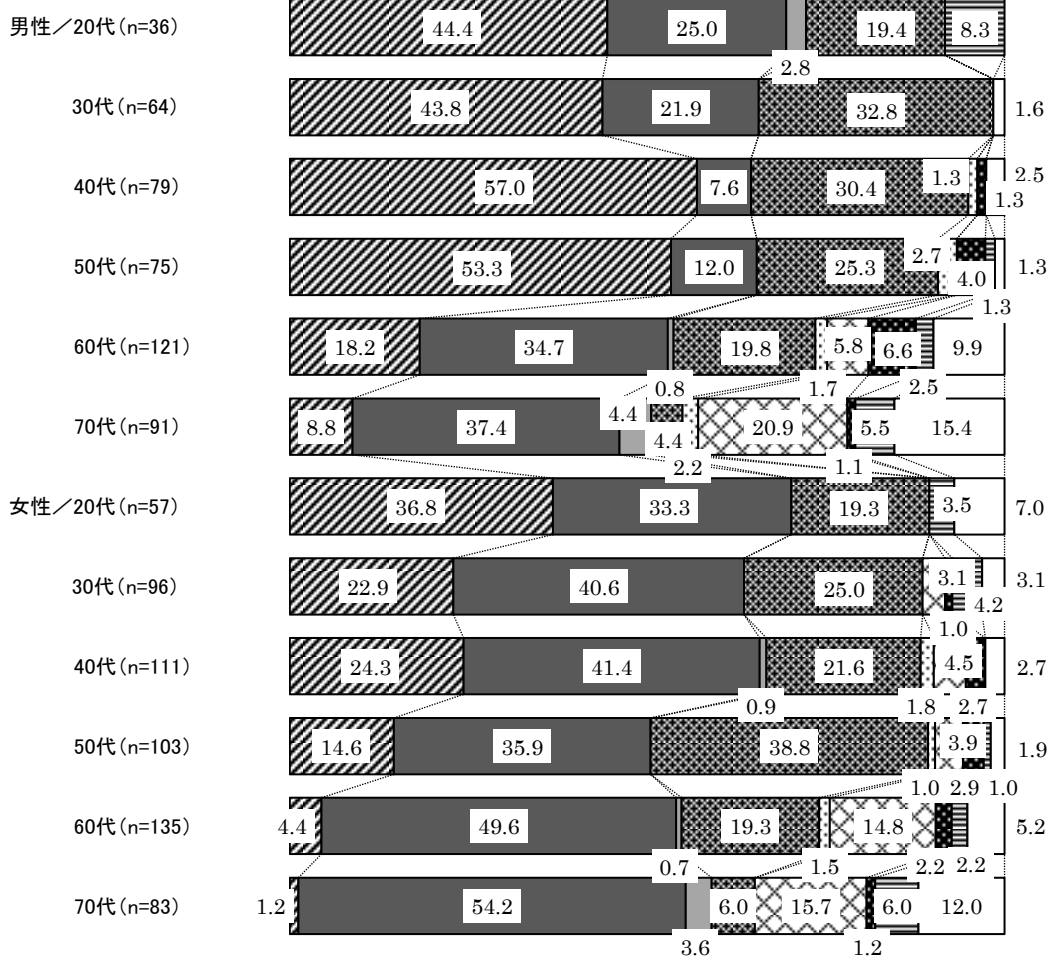 男性／20代(n=36) 44.4 25.0 2.8 19.4 8.3
30代(n=64) 43.8 21.9 32.8 1.6
40代(n=79) 57.0 7.6 30.4 1.3 1.3 2.5
50代(n=75) 53.3 12.0 25.3 2.7 4.0 1.3 1.3
60代(n=121) 18.2 34.7 0.8 19.8 1.7 5.8 6.6 2.5 9.9
70代(n=91) 8.8 37.4 4.4 4.4 2.2 20.9 1.1 5.5 15.4
女性／20代(n=57) 36.8 33.3 19.3 3.5 7.0
30代(n=96) 22.9 40.6 25.0 3.1 1.0 4.2 3.1
40代(n=111) 24.3 41.4 0.9 21.6 1.8 4.5 2.7 2.7
50代(n=103) 14.6 35.9 38.8 1.0 3.9 2.9 1.0 1.9
60代(n=135) 4.4 49.6 0.7 19.3 1.5 14.8 2.2 2.2 5.2
70代(n=83) 1.2 54.2 3.6 6.0 15.7 1.2 6.0 12.0